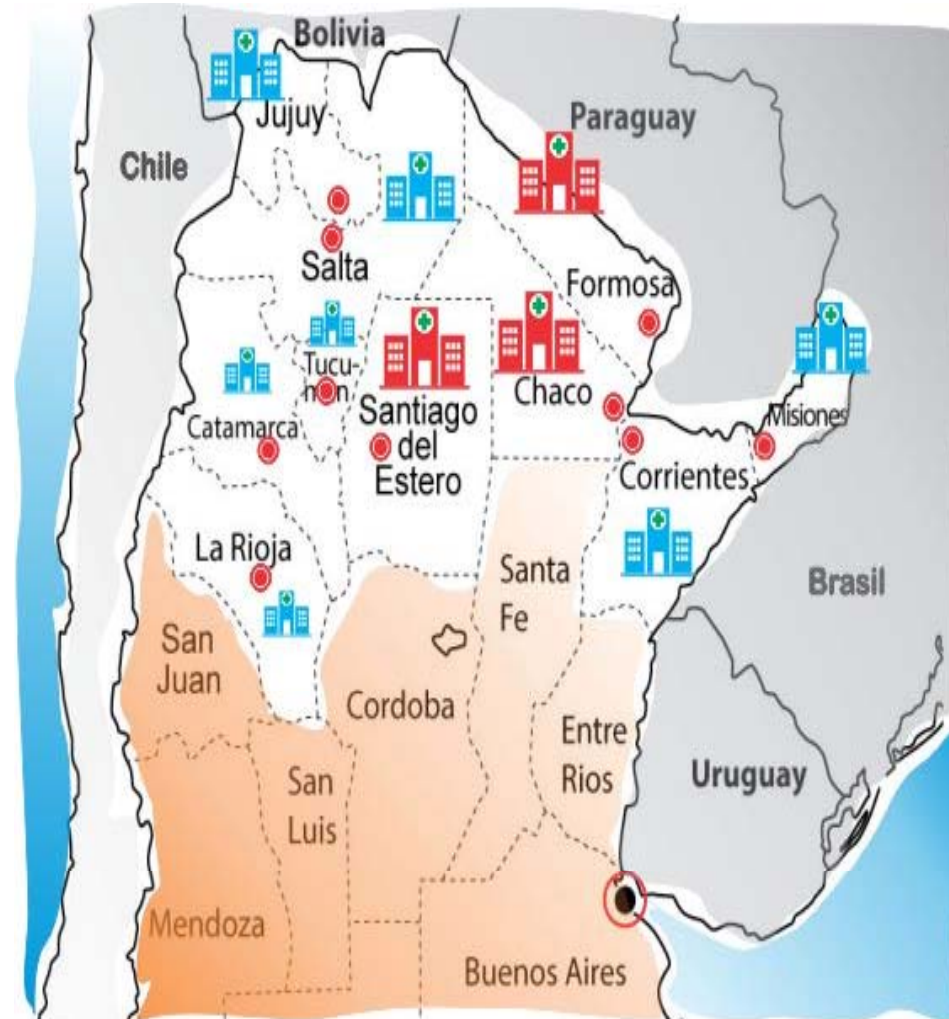 Bolivia
Jujuy
Paraguay
Chile
Salta
Formosa
Tucu-
mán
Chaco
Misiones
Catamarca
Santiago
del
Estero
Corrientes
La Rioja
Santa
Fe
Brasil
San
Juan
Cordoba
Entre
Rios
San
Luis
Uruguay
Mendoza
Buenos Aires